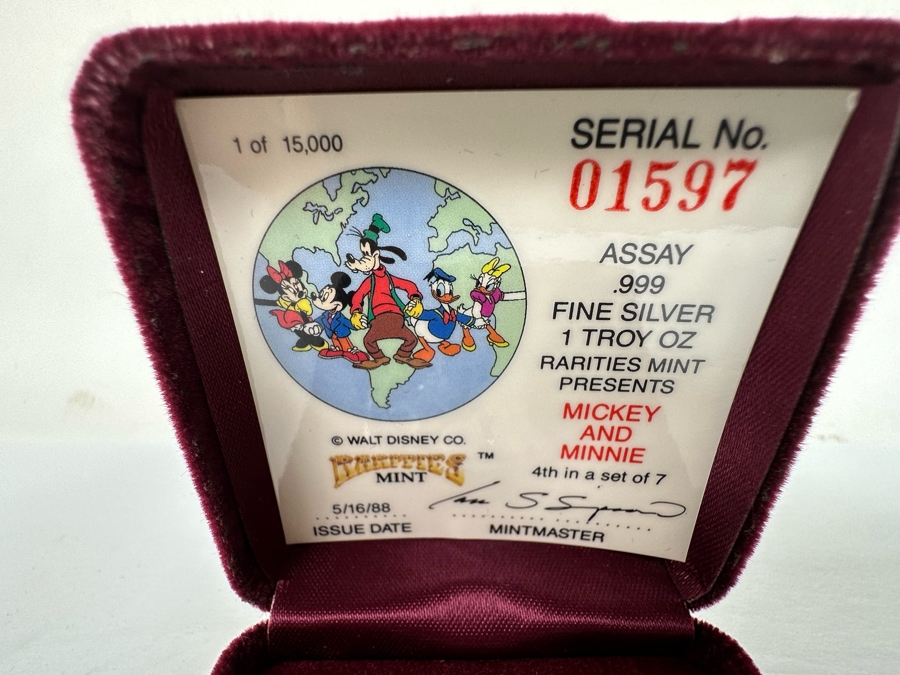 1 of 15,000
SERIAL No.
01597
ASSAY
.999
FINE SILVER
1 TROY OZ
RARITIES MINT
PRESENTS
MICKEY
AND
MINNIE
4th in a set of 7
© WALT DISNEY CO.
RARITIES ™
MINT
5/16/88
ISSUE DATE
MINTMASTER